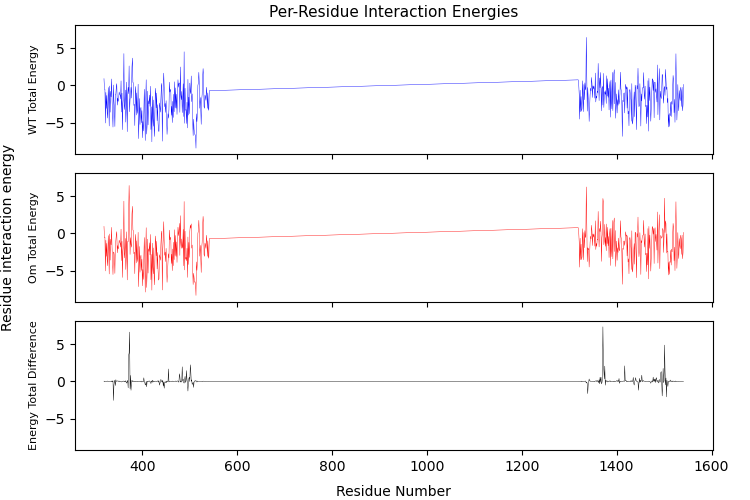 Per-Residue Interaction Energies
Residue interaction energy
WT Total Energy
5
0
−5
Om Total Energy
5
0
−5
Energy Total Difference
5
0
−5
400 600 800 1000 1200 1400 1600
Residue Number